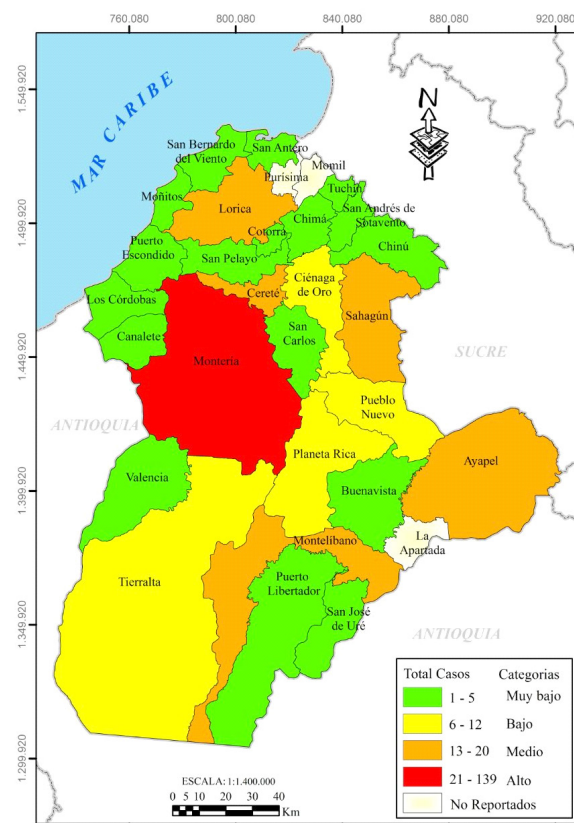 760.080
800.080
840.080
880.080
920.080
1.549.920
1.499.920
1.449.920
1.399.920
1.349.920
1.299.920
MAR CARIBE
N
San Bernardo
del Viento
San Antero
Purísima
Momil
Moñitos
Lorica
Tuchín
San Andrés de
Sotavento
Chimá
Cotorra
Chinú
Puerto
Escondido
San Pelayo
Ciénaga
de Oro
Los Córdobas
Cereté
Sahagún
Canalete
San
Carlos
Montería
SUCRE
Pueblo
Nuevo
ANTIOQUIA
Planeta Rica
Valencia
Ayapel
Buenavista
La
Apartada
Montelíbano
Tierralta
Puerto
Libertador
San José
de Uré
ANTIOQUIA
Total Casos Categorias
1 - 5 Muy bajo
6 - 12 Bajo
13 - 20 Medio
21 - 139 Alto
No Reportados
ESCALA: 1:1.400.000
0 5 10 20 30 40
Km